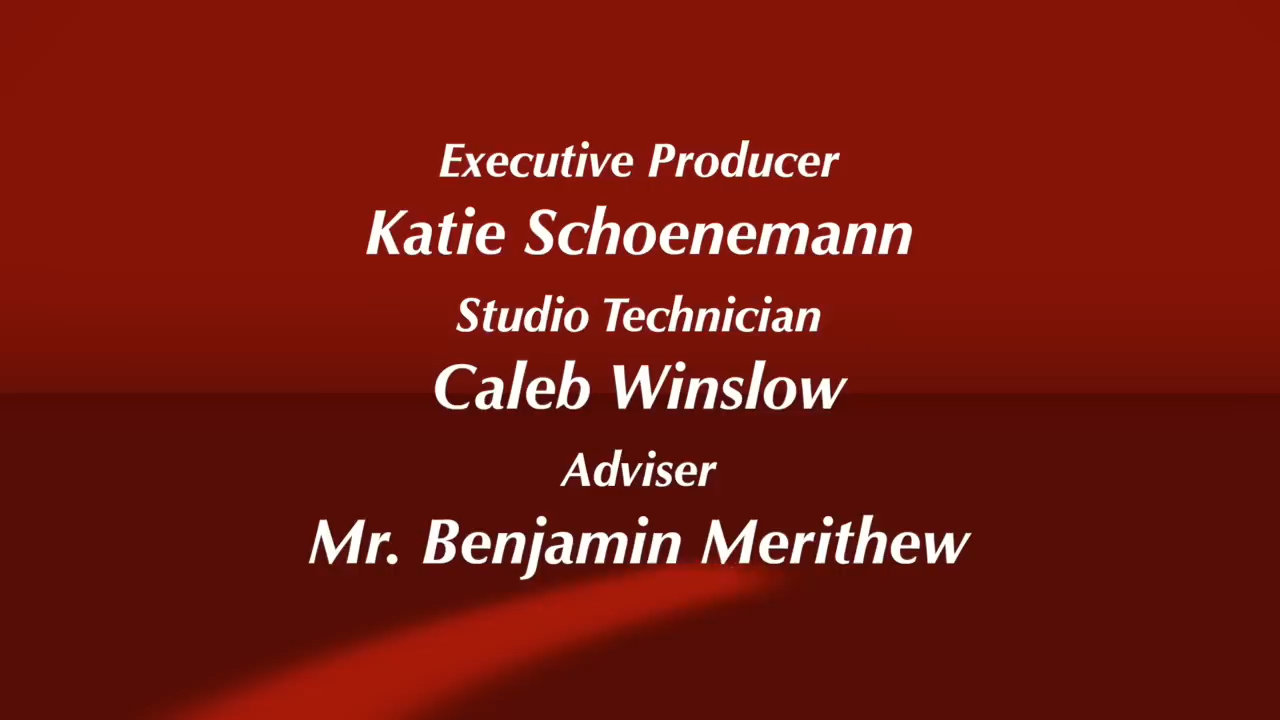 Executive Producer
Katie Schoenemann
Studio Technician
Caleb Winslow
Adviser
Mr. Benjamin Merithew